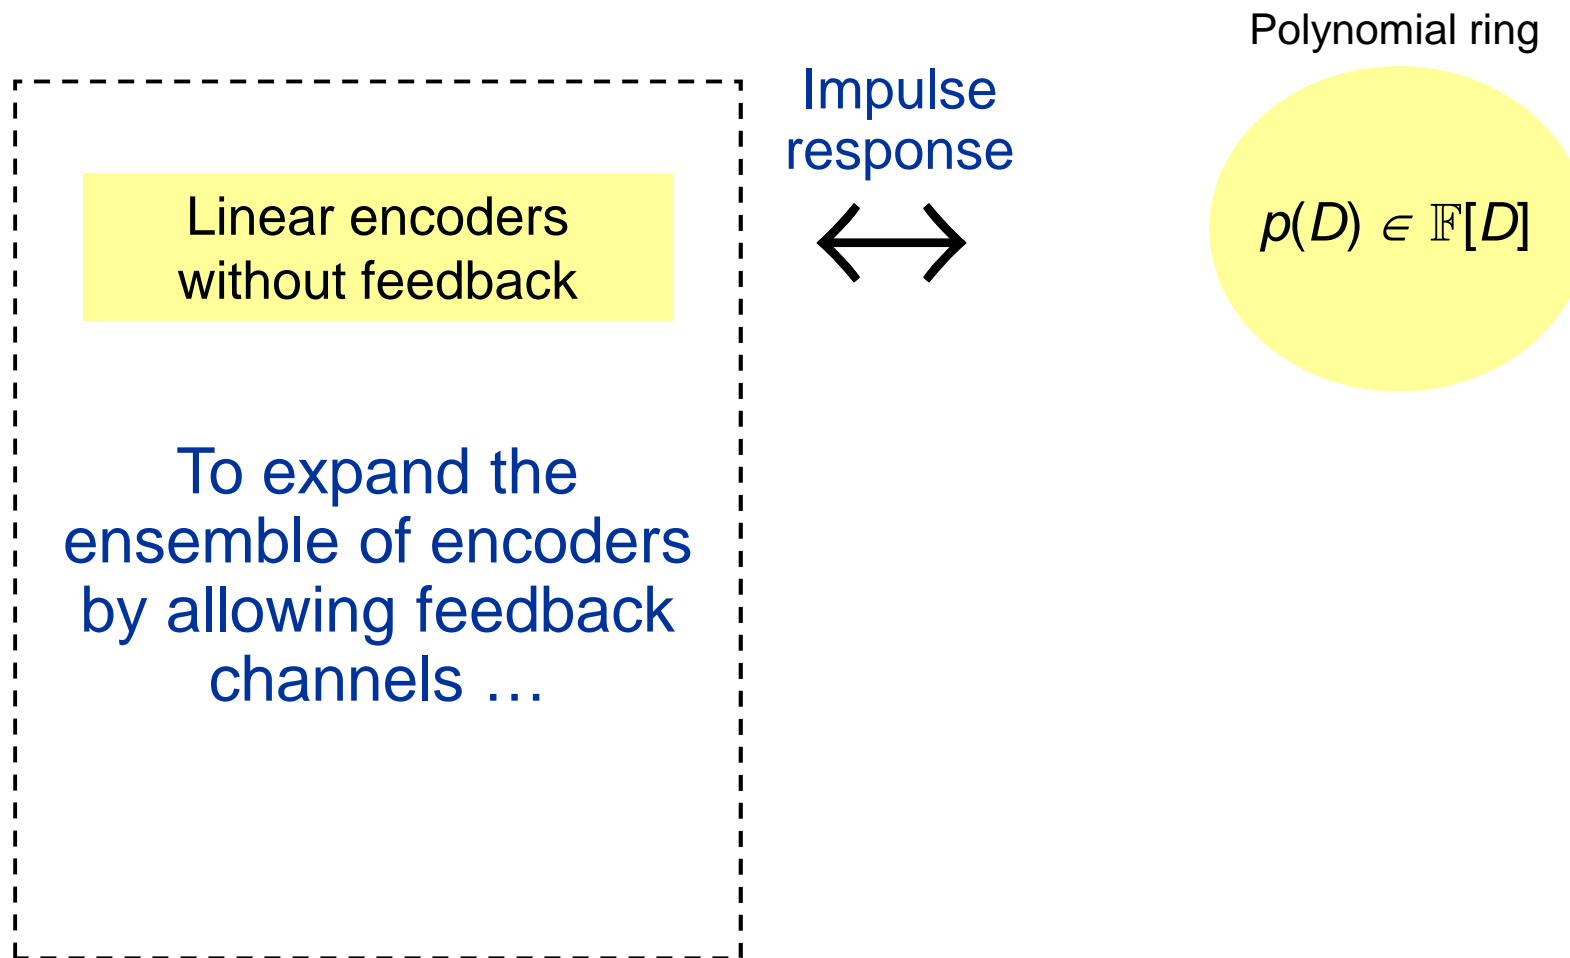 Polynomial ring
Impulse
response
Linear encoders
without feedback
p(D) ∈ 𝔽[D]
To expand the
ensemble of encoders
by allowing feedback
channels …